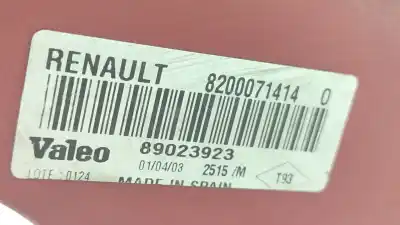 RENAULT 8200071414 0
Valeo 89023923
01/04/03 2515 /M T93
LOTE :0124 MADE IN SPAIN